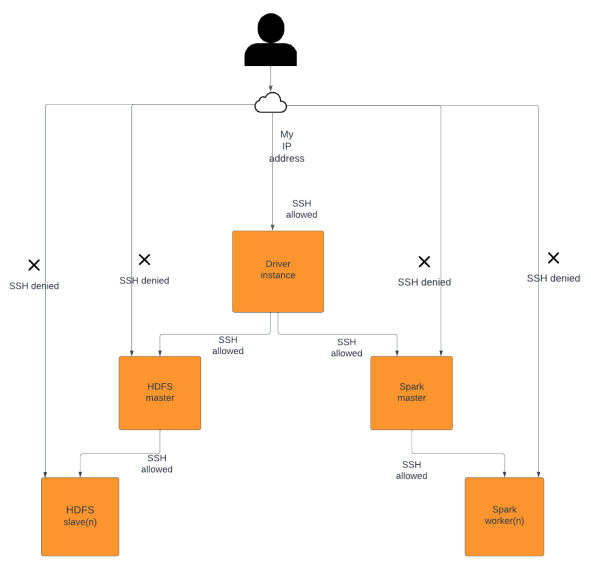 My
IP
address
SSH
allowed
Driver
instance
SSH denied
SSH denied
SSH denied
SSH denied
SSH
allowed
SSH
allowed
HDFS
master
Spark
master
SSH
allowed
SSH
allowed
HDFS
slave(n)
Spark
worker(n)